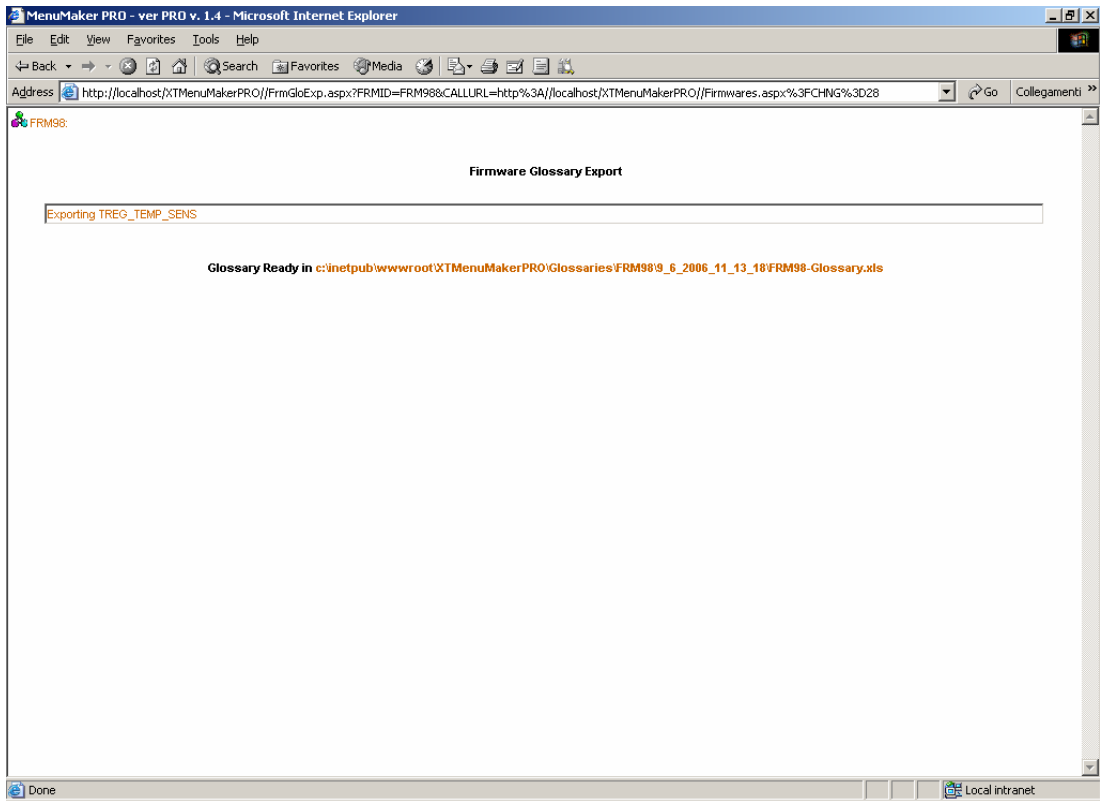 MenuMaker PRO - ver PRO v. 1.4 - Microsoft Internet Explorer
File Edit View Favorites Tools Help
Back Search Favorites Media
Address http://localhost/XTMenuMakerPRO//FrmGloExp.aspx?FRMID=FRM98&CALLURL=http%3A//localhost/XTMenuMakerPRO//Firmwares.aspx%3FCHNG%3D28 Go Collegamenti »
FRM98:
Firmware Glossary Export
Exporting TREG_TEMP_SENS
Glossary Ready in c:\inetpub\wwwroot\XTMenuMakerPRO\Glossaries\FRM98\9_6_2006_11_13_18\FRM98-Glossary.xls
Done Local intranet